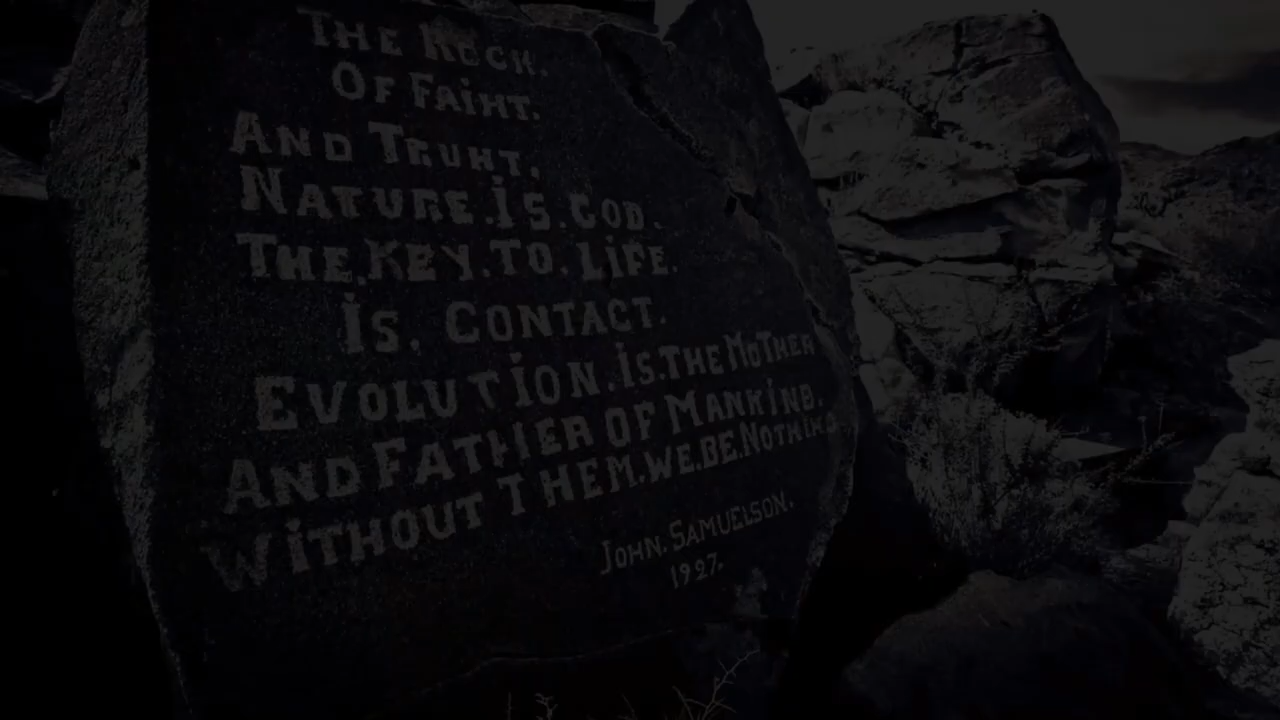 THE ROCK.
OF FAiHT.
AND TRUHT.
NATURE.iS.GOD.
THE.KEY.TO.LiFE.
iS. CONTACT.
EVOLUTiON.iS.THE MOTHER
AND FATHER OF MANKiND.
WiTHOUT THEM.WE.BE.NOTHiNG.
JOHN.SAMUELSON.
1927.